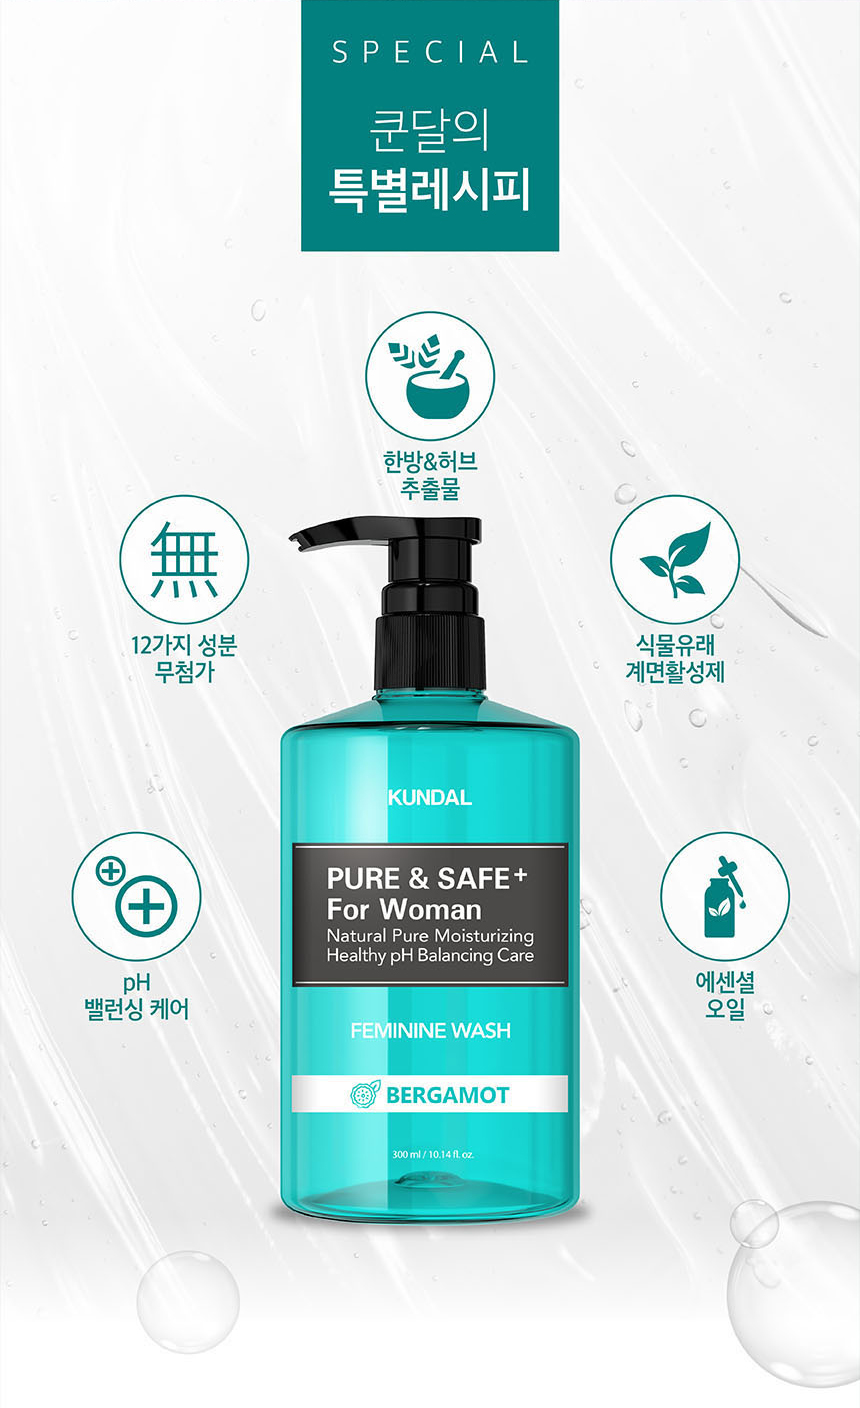 SPECIAL
쿤달의
특별레시피
한방&허브
추출물
無
12가지 성분
무첨가
식물유래
계면활성제
KUNDAL
PURE & SAFE+
For Woman
Natural Pure Moisturizing
Healthy pH Balancing Care
pH
밸런싱 케어
에센셜
오일
FEMININE WASH
BERGAMOT
300 ml / 10.14 fl. oz.